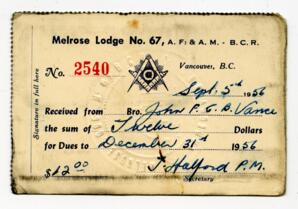 Melrose Lodge No. 67, A. F. & A. M. - B. C. R.
No. 2540
Vancouver, B.C.
Sept. 5th 1956
Signature in full here
Received from Bro. John P. G. B. Vance
the sum of Twelve Dollars
for Dues to December 31st 1956
$12.00
J. Halford P.M.
Secretary